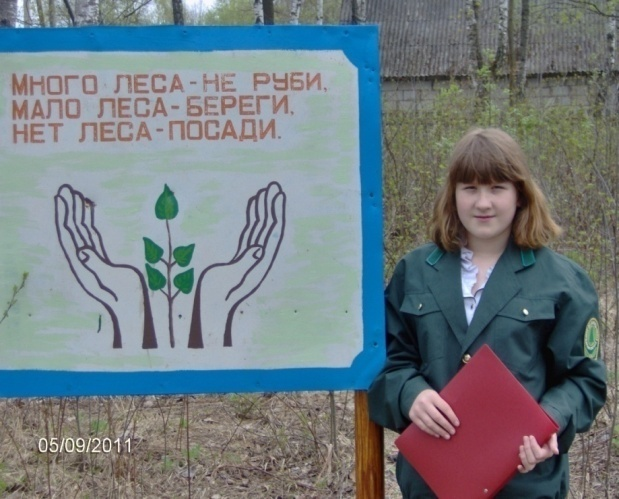 МНОГО ЛЕСА-НЕ РУБИ,
МАЛО ЛЕСА-БЕРЕГИ,
НЕТ ЛЕСА-ПОСАДИ.
05/09/2011